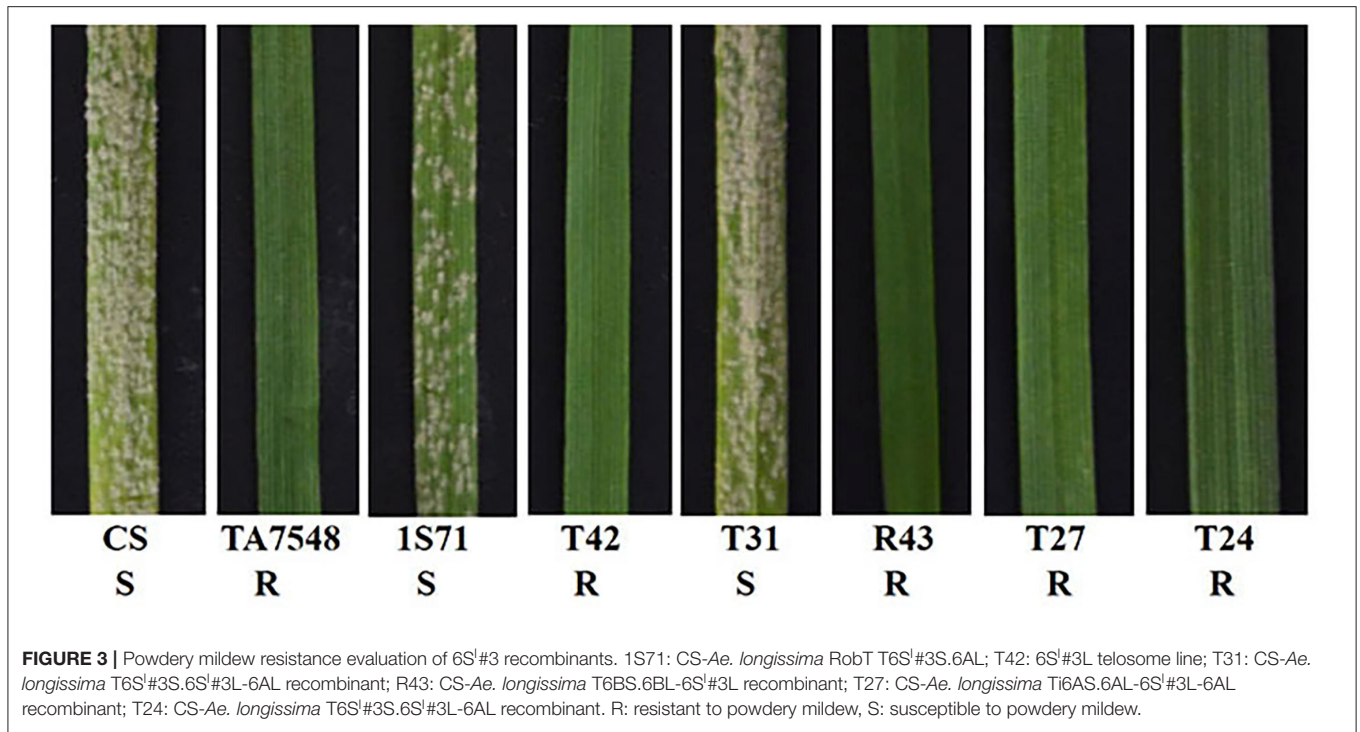 CS TA7548 1S71 T42 T31 R43 T27 T24
S R S R S R R R
FIGURE 3 | Powdery mildew resistance evaluation of 6Sˡ#3 recombinants. 1S71: CS-Ae. longissima RobT T6Sˡ#3S.6AL; T42: 6Sˡ#3L telosome line; T31: CS-Ae.
longissima T6Sˡ#3S.6Sˡ#3L-6AL recombinant; R43: CS-Ae. longissima T6BS.6BL-6Sˡ#3L recombinant; T27: CS-Ae. longissima Ti6AS.6AL-6Sˡ#3L-6AL
recombinant; T24: CS-Ae. longissima T6Sˡ#3S.6Sˡ#3L-6AL recombinant. R: resistant to powdery mildew, S: susceptible to powdery mildew.